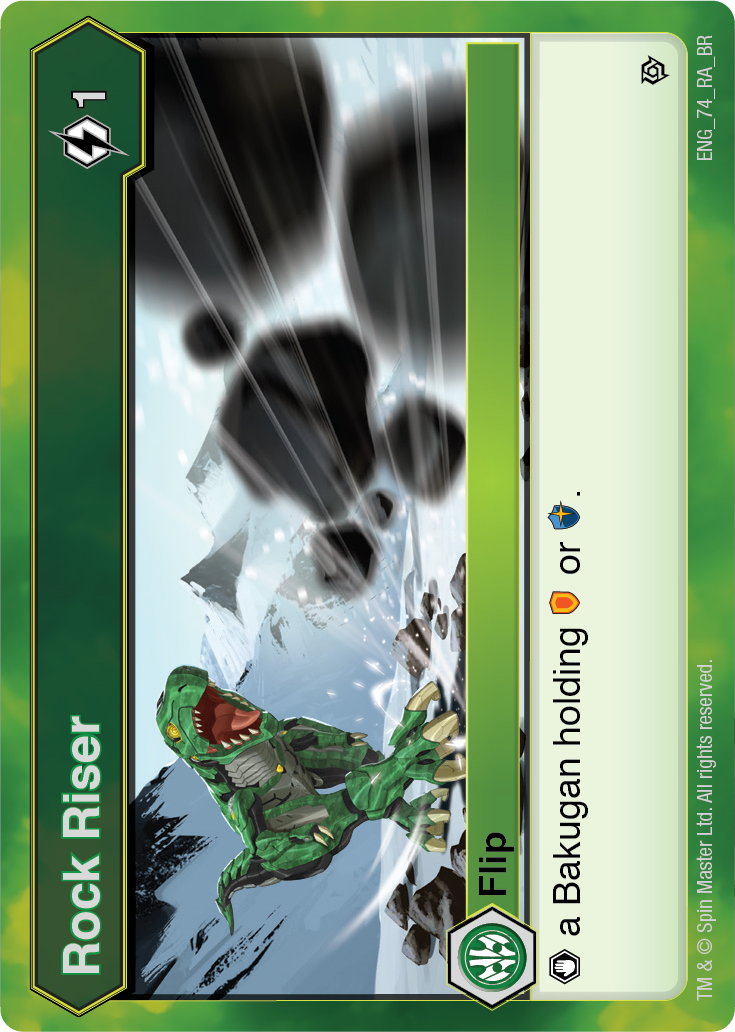 Rock Riser
1
Flip
a Bakugan holding or .
TM & © Spin Master Ltd. All rights reserved.
ENG_74_RA_BR